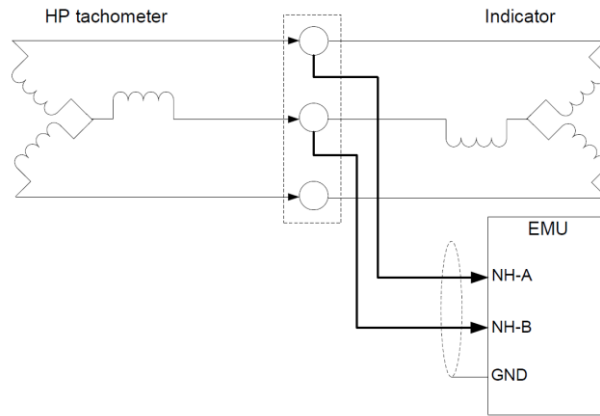 HP tachometer
Indicator
EMU
NH-A
NH-B
GND